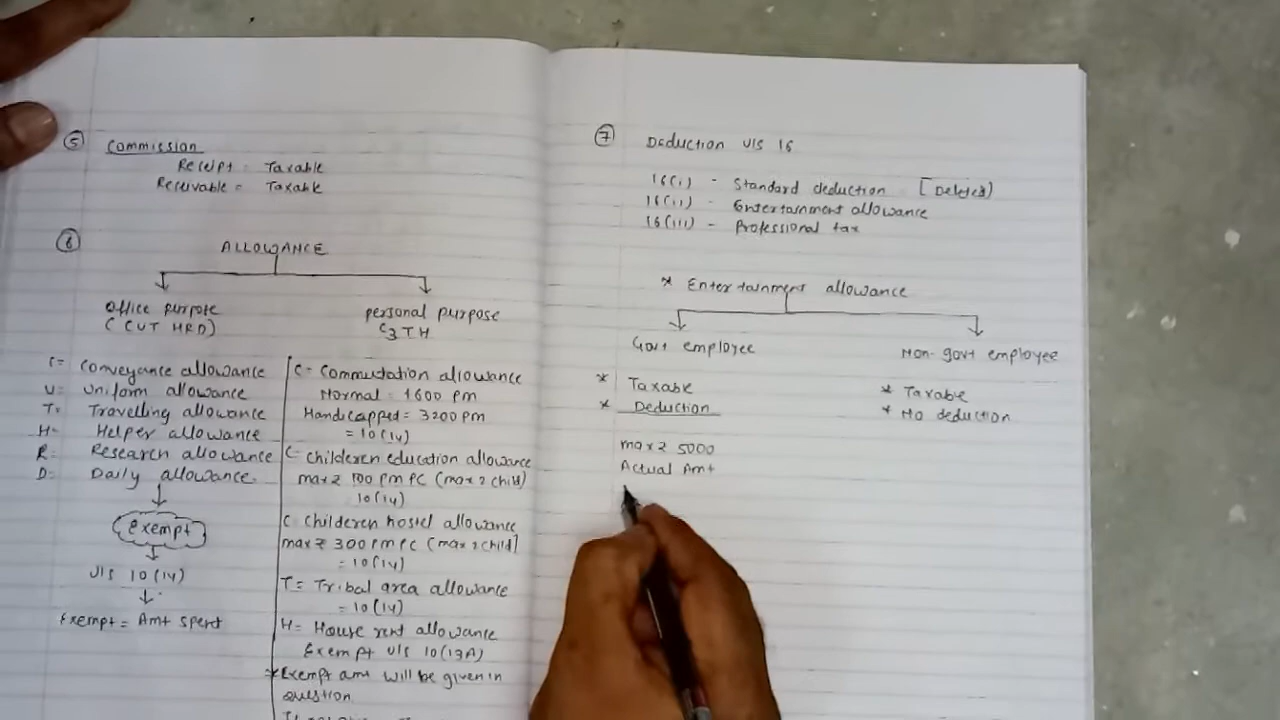 ⑤ Commission
Receipt = Taxable
Receivable = Taxable
⑥ ALLOWANCE
Office purpose
(CUT HRD)
personal purpose
C3TH
C= Conveyance allowance
U= Uniform allowance
T= Travelling allowance
H= Helper allowance
R= Research allowance
D= Daily allowance.
Exempt
U/S 10(14)
Exempt = Amt spent
C= Commutation allowance
Normal = 1600 pm
Handicapped = 3200 pm
= 10(14)
C= childeren education allowance
max ₹ 100 pm pc (max 2 child)
10(14)
C= childeren hostel allowance
max ₹ 300 pm pc (max 2 child]
= 10(14)
T= Tribal area allowance
= 10(14)
H= House rent allowance
Exempt U/S 10(13A)
*Exempt amt will be given in
question
⑦ Deduction U/S 16
16(i) - Standard deduction [Deleted)
16(ii) - Entertainment allowance
16(iii) - Professional tax
* Entertainment allowance
Govt employee
* Taxable
* Deduction
max ₹ 5000
Actual Amt
Non-govt employee
* Taxable
* No deduction